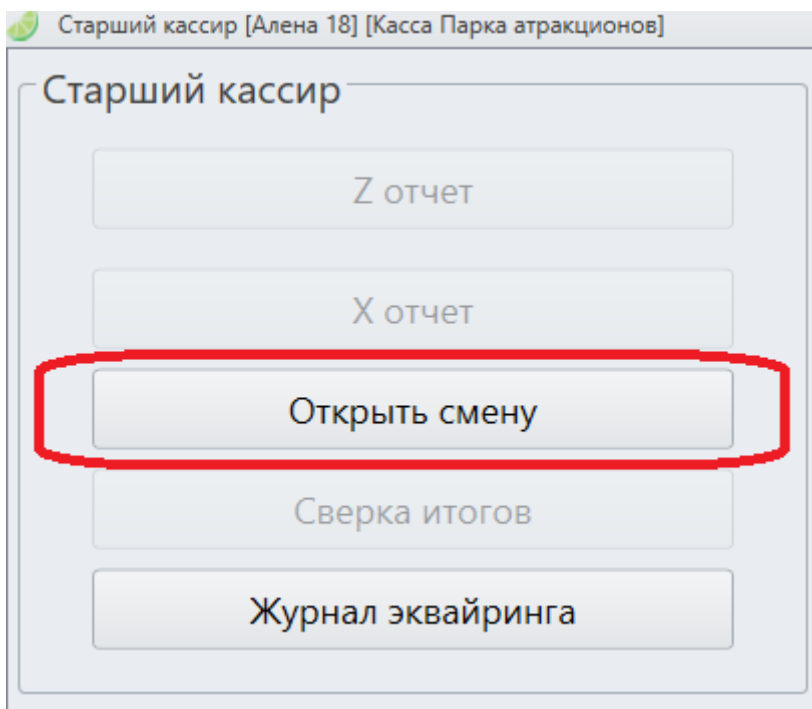 Старший кассир [Алена 18] [Касса Парка атракционов]
Старший кассир
Z отчет
X отчет
Открыть смену
Сверка итогов
Журнал эквайринга